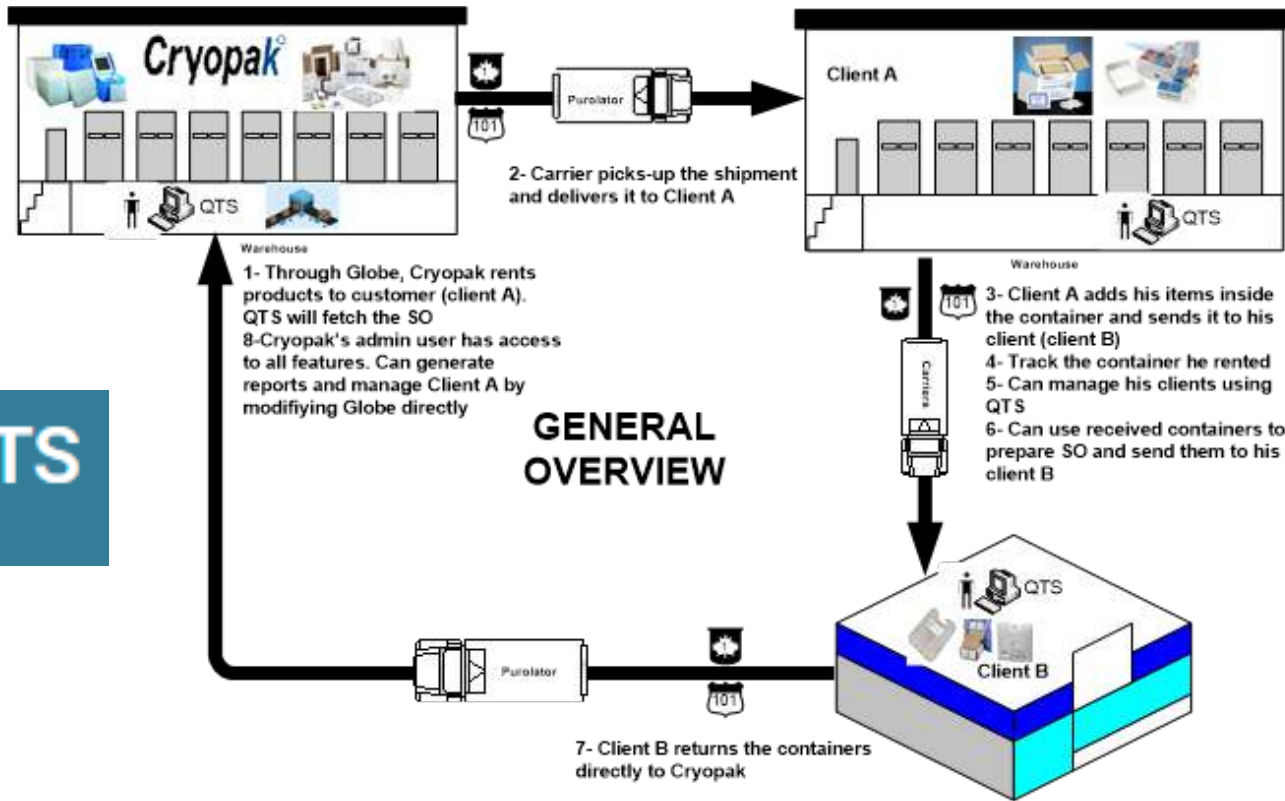 Cryopak
QTS
Warehouse
1
101
Purolator
2- Carrier picks-up the shipment
and delivers it to Client A
Client A
QTS
Warehouse
1- Through Globe, Cryopak rents
products to customer (client A).
QTS will fetch the SO
8-Cryopak's admin user has access
to all features. Can generate
reports and manage Client A by
modifiying Globe directly
GENERAL
OVERVIEW
TS
1
101
Carriers
3- Client A adds his items inside
the container and sends it to his
client (client B)
4- Track the container he rented
5- Can manage his clients using
QTS
6- Can use received containers to
prepare SO and send them to his
client B
QTS
Client B
Purolator
1
101
7- Client B returns the containers
directly to Cryopak